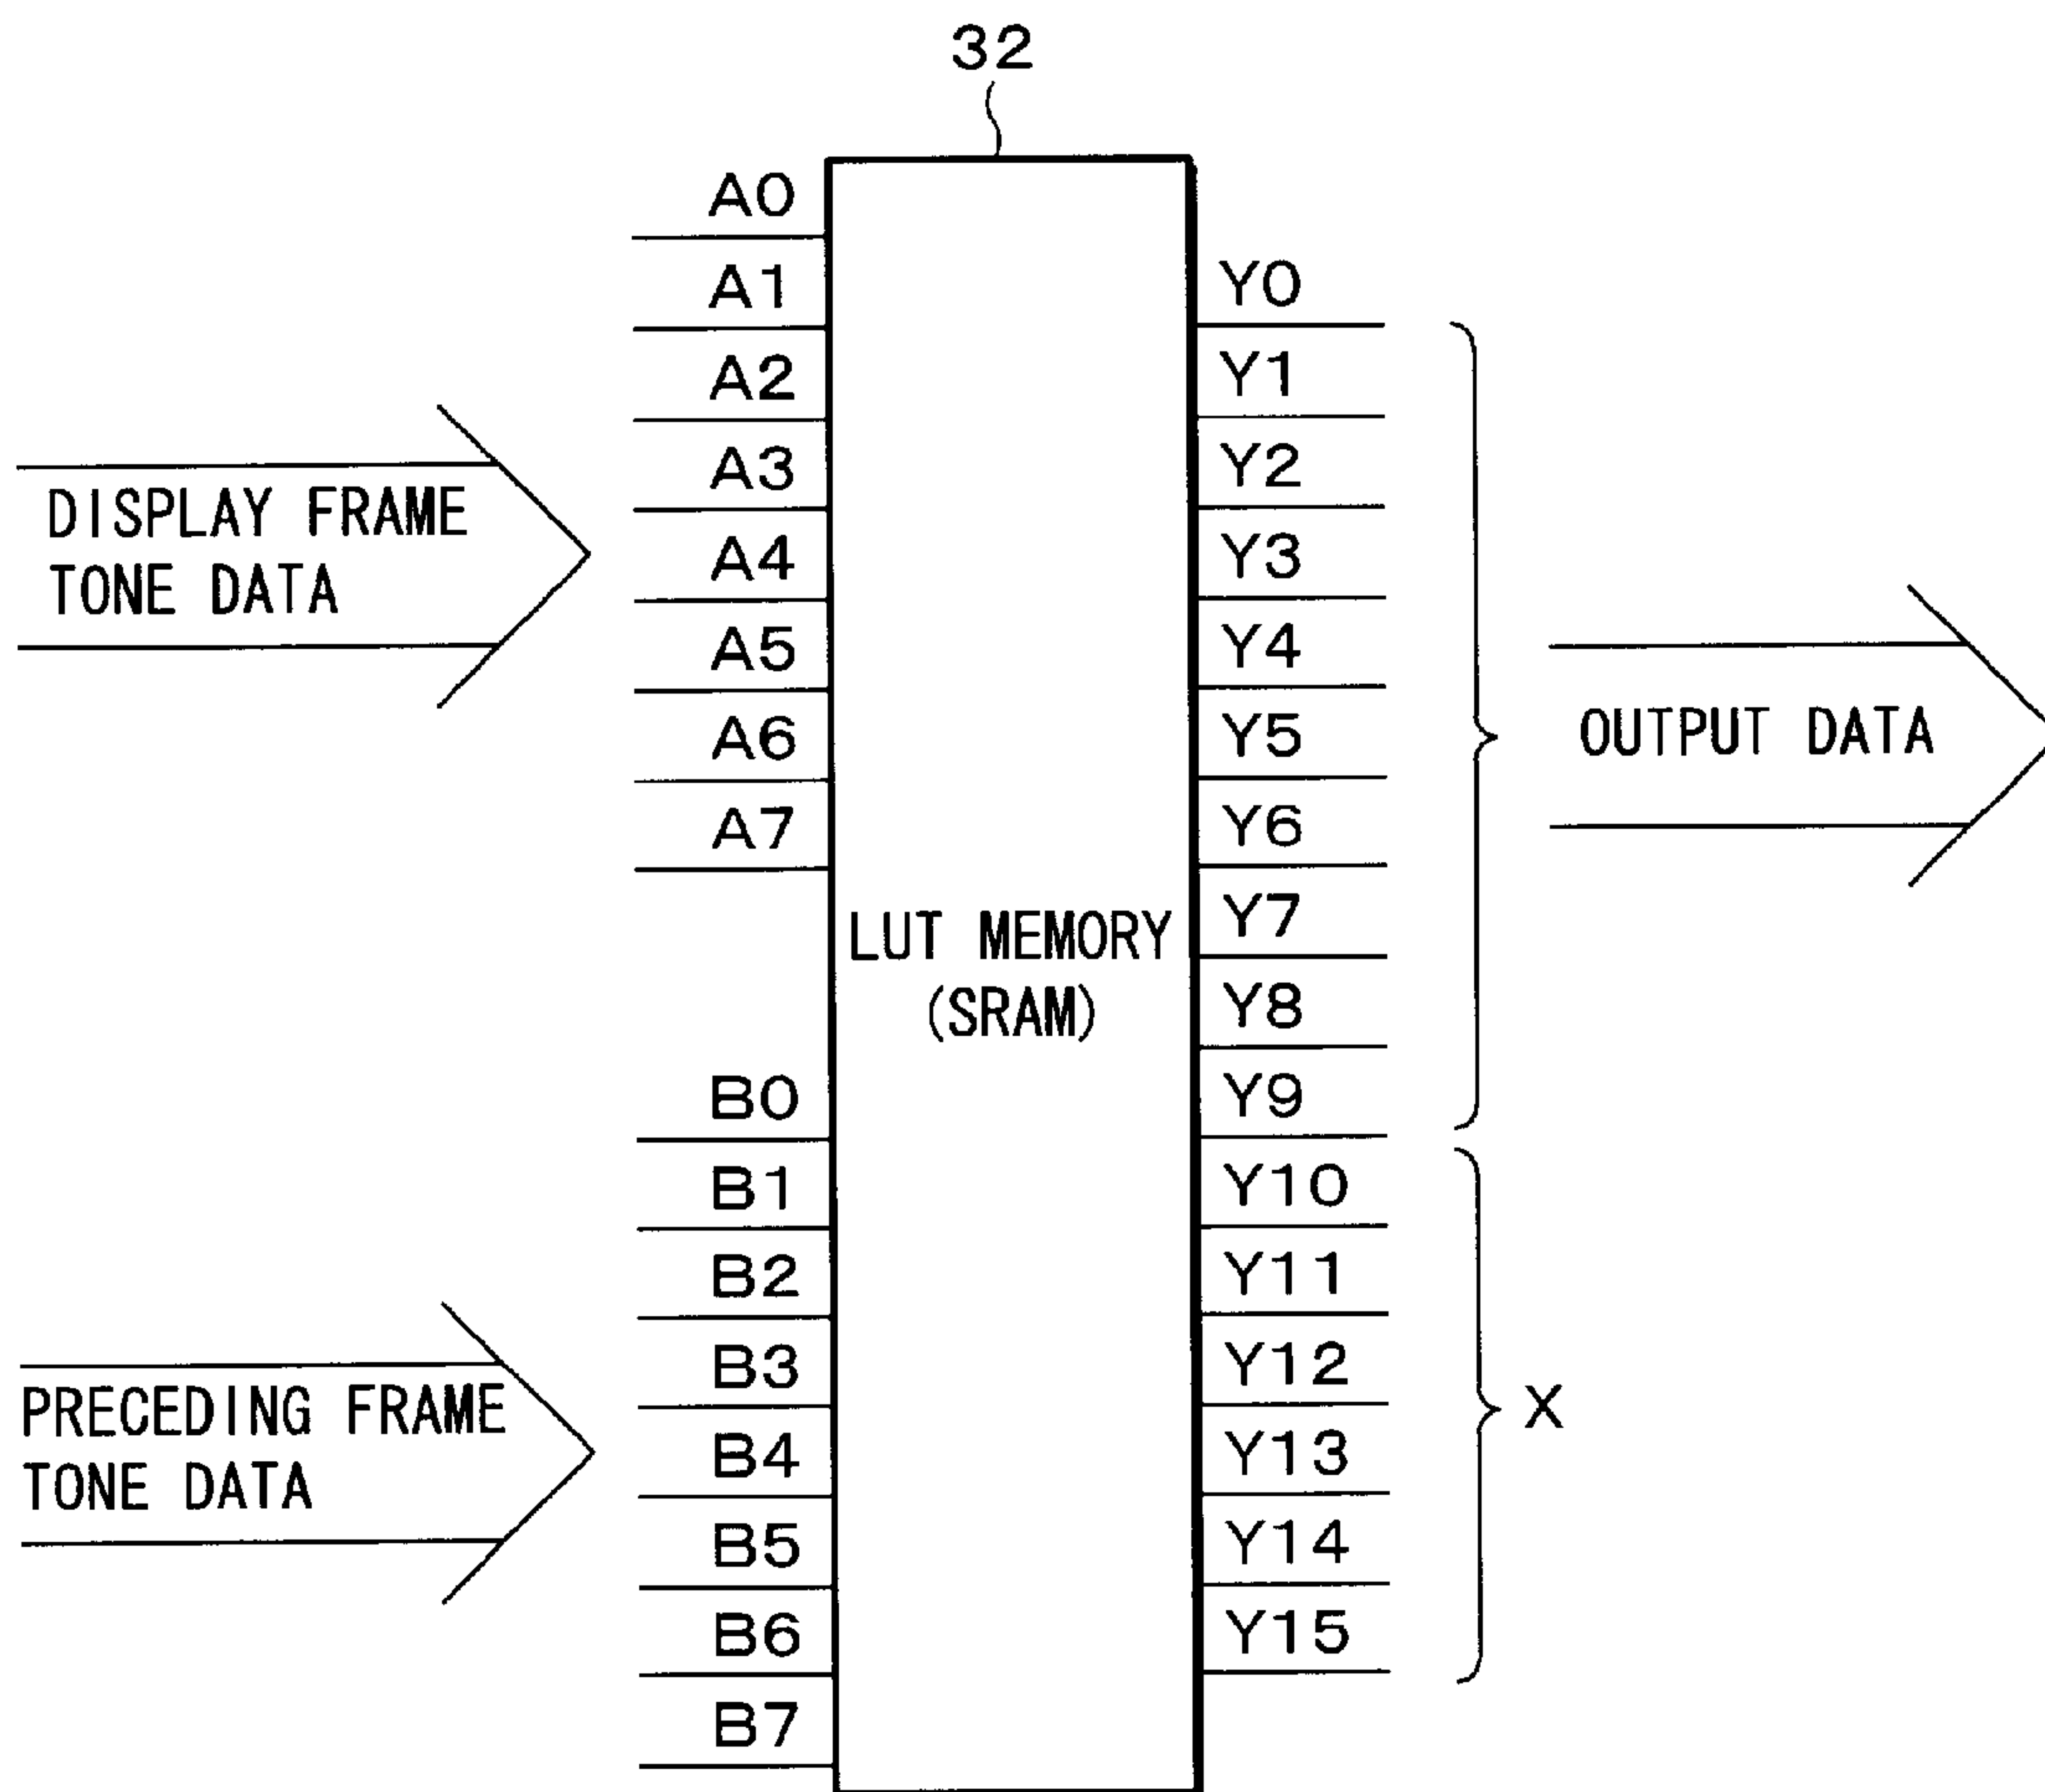 32
A0
A1
A2
A3
A4
A5
A6
A7
DISPLAY FRAME
TONE DATA
B0
B1
B2
B3
B4
B5
B6
B7
PRECEDING FRAME
TONE DATA
LUT MEMORY
(SRAM)
Y0
Y1
Y2
Y3
Y4
Y5
Y6
Y7
Y8
Y9
Y10
Y11
Y12
Y13
Y14
Y15
OUTPUT DATA
X